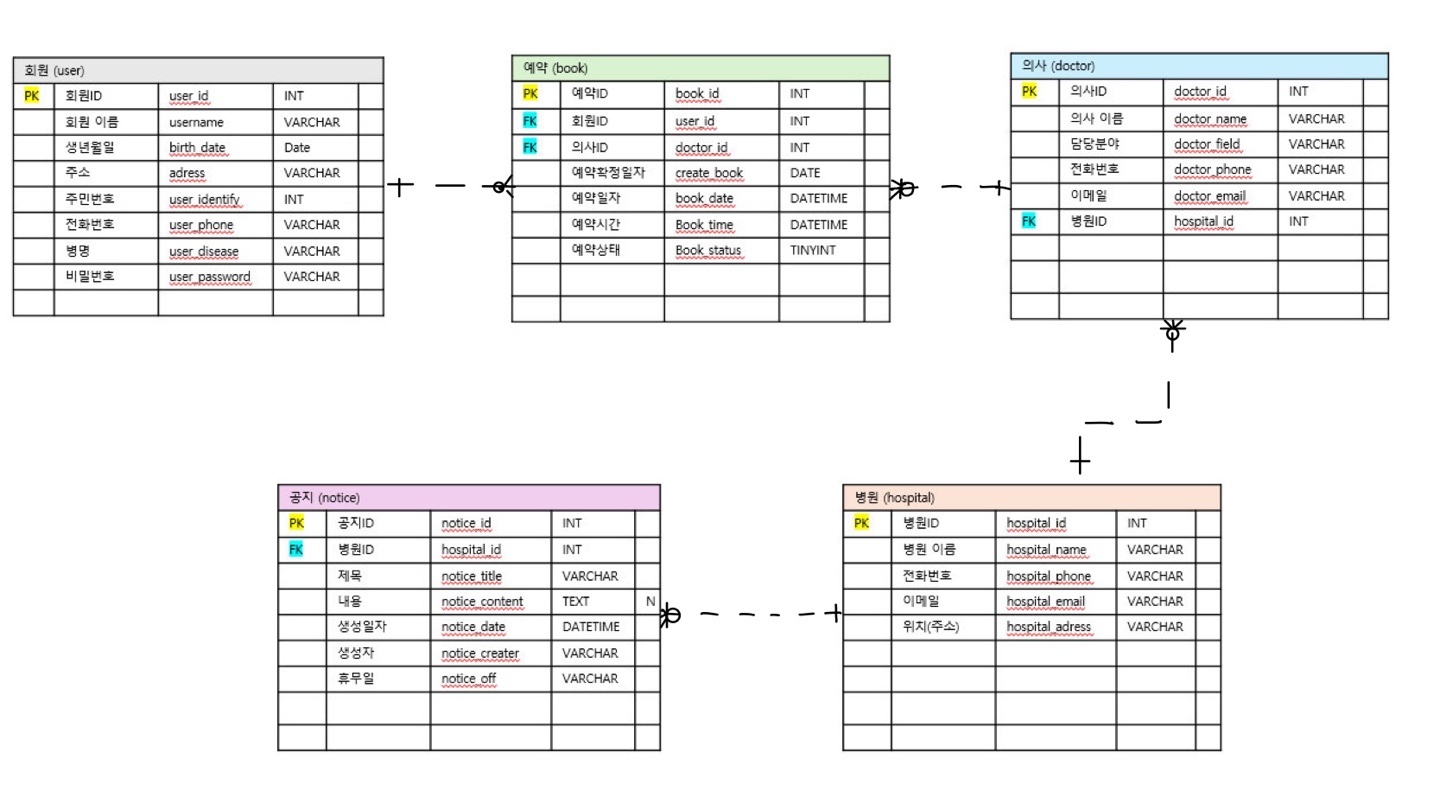 회원 (user)
PK 회원ID user_id INT
회원 이름 username VARCHAR
생년월일 birth_date Date
주소 adress VARCHAR
주민번호 user_identify INT
전화번호 user_phone VARCHAR
병명 user_disease VARCHAR
비밀번호 user_password VARCHAR
예약 (book)
PK 예약ID book_id INT
FK 회원ID user_id INT
FK 의사ID doctor_id INT
예약확정일자 create_book DATE
예약일자 book_date DATETIME
예약시간 Book_time DATETIME
예약상태 Book_status TINYINT
의사 (doctor)
PK 의사ID doctor_id INT
의사 이름 doctor_name VARCHAR
담당분야 doctor_field VARCHAR
전화번호 doctor_phone VARCHAR
이메일 doctor_email VARCHAR
FK 병원ID hospital_id INT
공지 (notice)
PK 공지ID notice_id INT
FK 병원ID hospital_id INT
제목 notice_title VARCHAR
내용 notice_content TEXT N
생성일자 notice_date DATETIME
생성자 notice_creater VARCHAR
휴무일 notice_off VARCHAR
병원 (hospital)
PK 병원ID hospital_id INT
병원 이름 hospital_name VARCHAR
전화번호 hospital_phone VARCHAR
이메일 hospital_email VARCHAR
위치(주소) hospital_adress VARCHAR